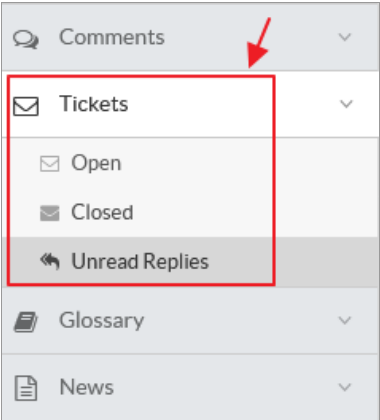 Comments
Tickets
Open
Closed
Unread Replies
Glossary
News